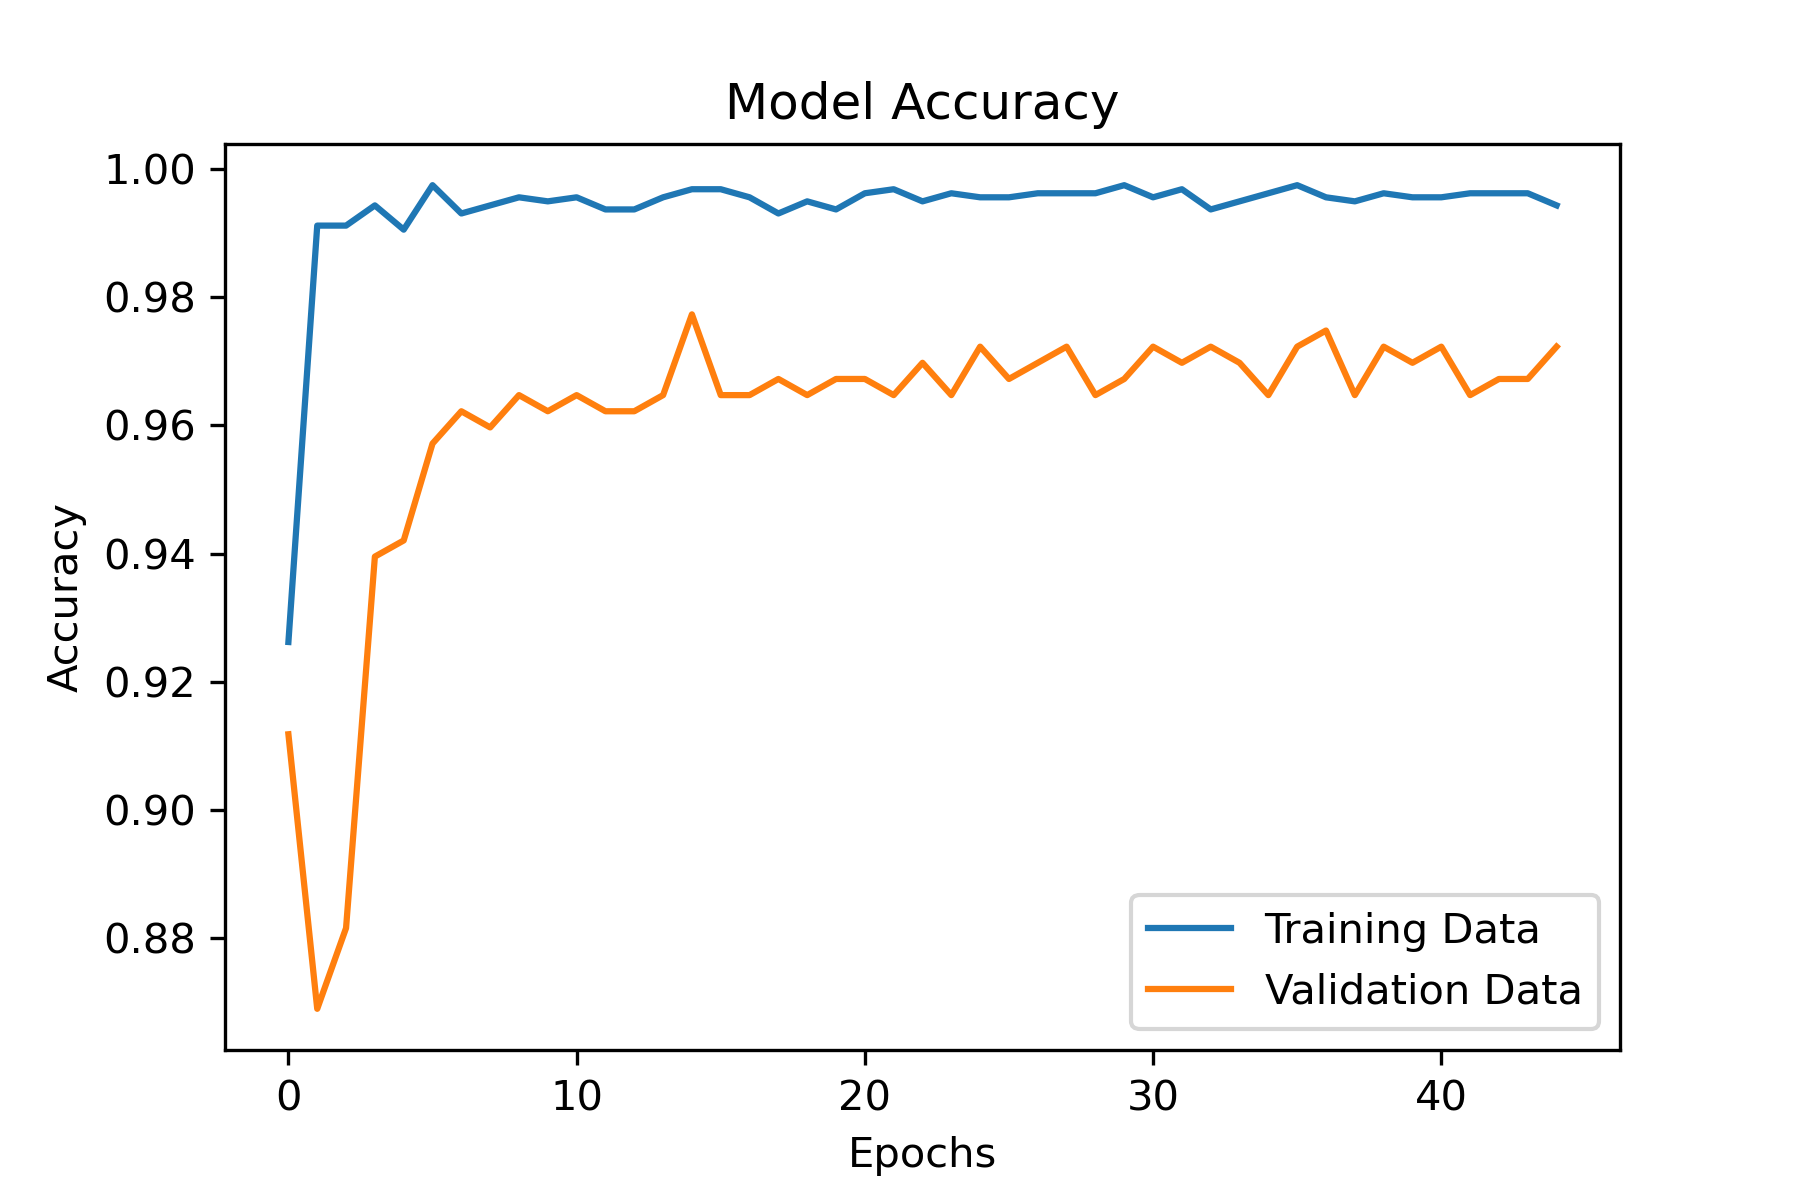 Model Accuracy
1.00
0.98
0.96
0.94
0.92
0.90
0.88
Accuracy
Training Data
Validation Data
0 10 20 30 40
Epochs